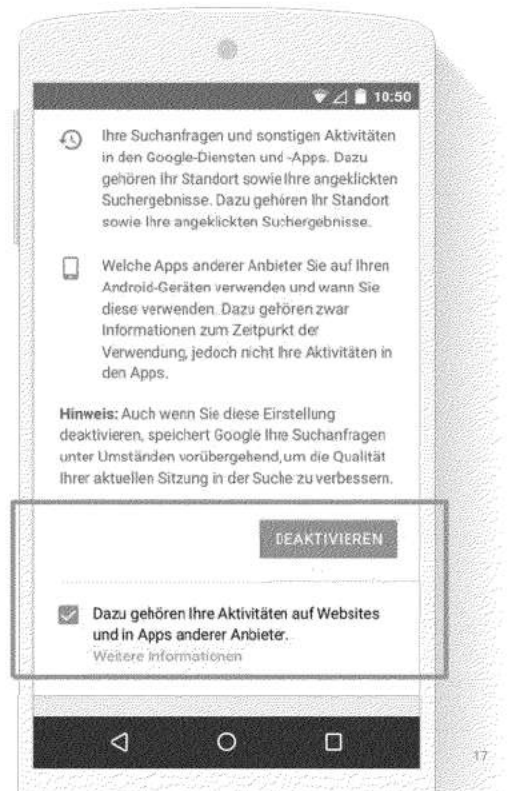 10:50
Ihre Suchanfragen und sonstigen Aktivitäten
in den Google-Diensten und -Apps. Dazu
gehören Ihr Standort sowie Ihre angeklickten
Suchergebnisse. Dazu gehören Ihr Standort
sowie Ihre angeklickten Suchergebnisse.
Welche Apps anderer Anbieter Sie auf Ihren
Android-Geräten verwenden und wann Sie
diese verwenden. Dazu gehören zwar
Informationen zum Zeitpunkt der
Verwendung, jedoch nicht Ihre Aktivitäten in
den Apps.
Hinweis: Auch wenn Sie diese Einstellung
deaktivieren, speichert Google Ihre Suchanfragen
unter Umständen vorübergehend, um die Qualität
Ihrer aktuellen Sitzung in der Suche zu verbessern.
DEAKTIVIEREN
Dazu gehören Ihre Aktivitäten auf Websites
und in Apps anderer Anbieter.
Weitere Informationen
17